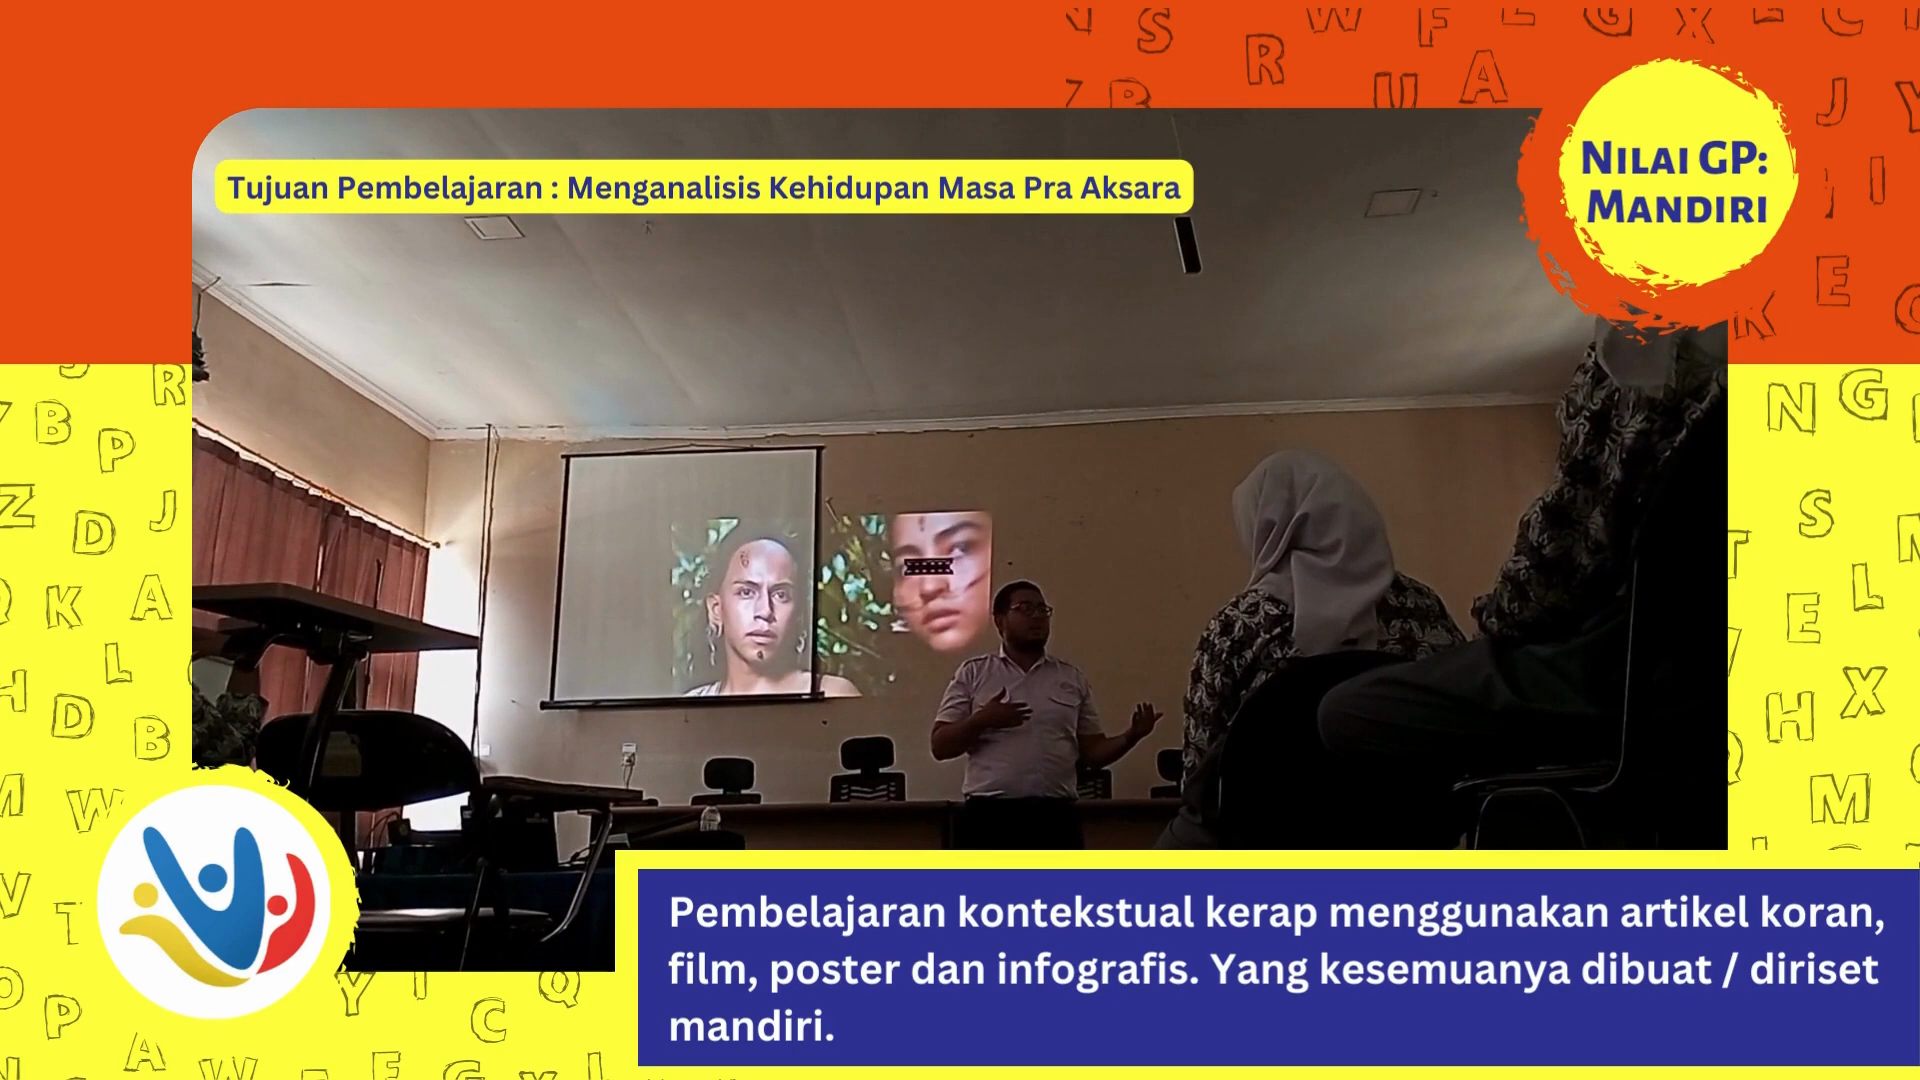 Tujuan Pembelajaran : Menganalisis Kehidupan Masa Pra Aksara
NILAI GP:
MANDIRI
Pembelajaran kontekstual kerap menggunakan artikel koran,
film, poster dan infografis. Yang kesemuanya dibuat / diriset
mandiri.